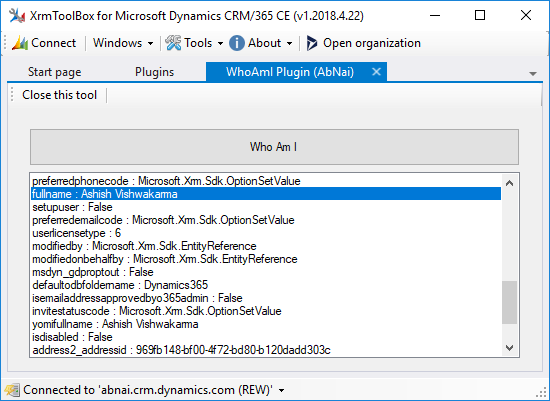 XrmToolBox for Microsoft Dynamics CRM/365 CE (v1.2018.4.22)
Connect Windows Tools About Open organization
Start page Plugins WhoAmI Plugin (AbNai)
Close this tool
Who Am I
preferredphonecode : Microsoft.Xrm.Sdk.OptionSetValue
fullname : Ashish Vishwakarma
setupuser : False
preferredemailcode : Microsoft.Xrm.Sdk.OptionSetValue
userlicensetype : 6
modifiedby : Microsoft.Xrm.Sdk.EntityReference
modifiedonbehalfby : Microsoft.Xrm.Sdk.EntityReference
msdyn_gdproptout : False
defaultodbfoldername : Dynamics365
isemailaddressapprovedbyo365admin : False
invitestatuscode : Microsoft.Xrm.Sdk.OptionSetValue
yomifullname : Ashish Vishwakarma
isdisabled : False
address2_addressid : 969fb148-bf00-4f72-bd80-b120dadd303c
Connected to 'abnai.crm.dynamics.com (REW)'